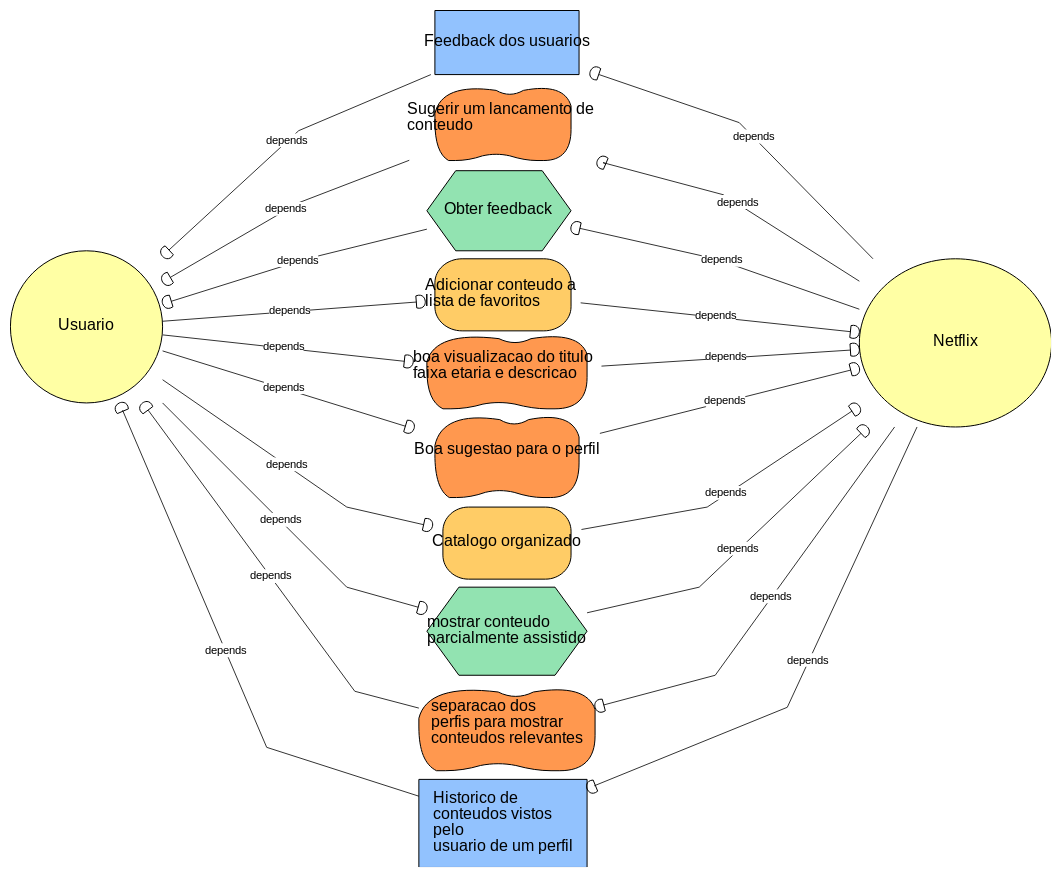 Feedback dos usuarios
depends
depends
Sugerir um lancamento de
conteudo
depends
depends
Obter feedback
depends
depends
Adicionar conteudo a
lista de favoritos
depends
depends
Usuario
Netflix
boa visualizacao do titulo
faixa etaria e descricao
depends
depends
Boa sugestao para o perfil
depends
depends
Catalogo organizado
depends
depends
mostrar conteudo
parcialmente assistido
depends
depends
separacao dos
perfis para mostrar
conteudos relevantes
depends
depends
Historico de
conteudos vistos
pelo
usuario de um perfil
depends
depends